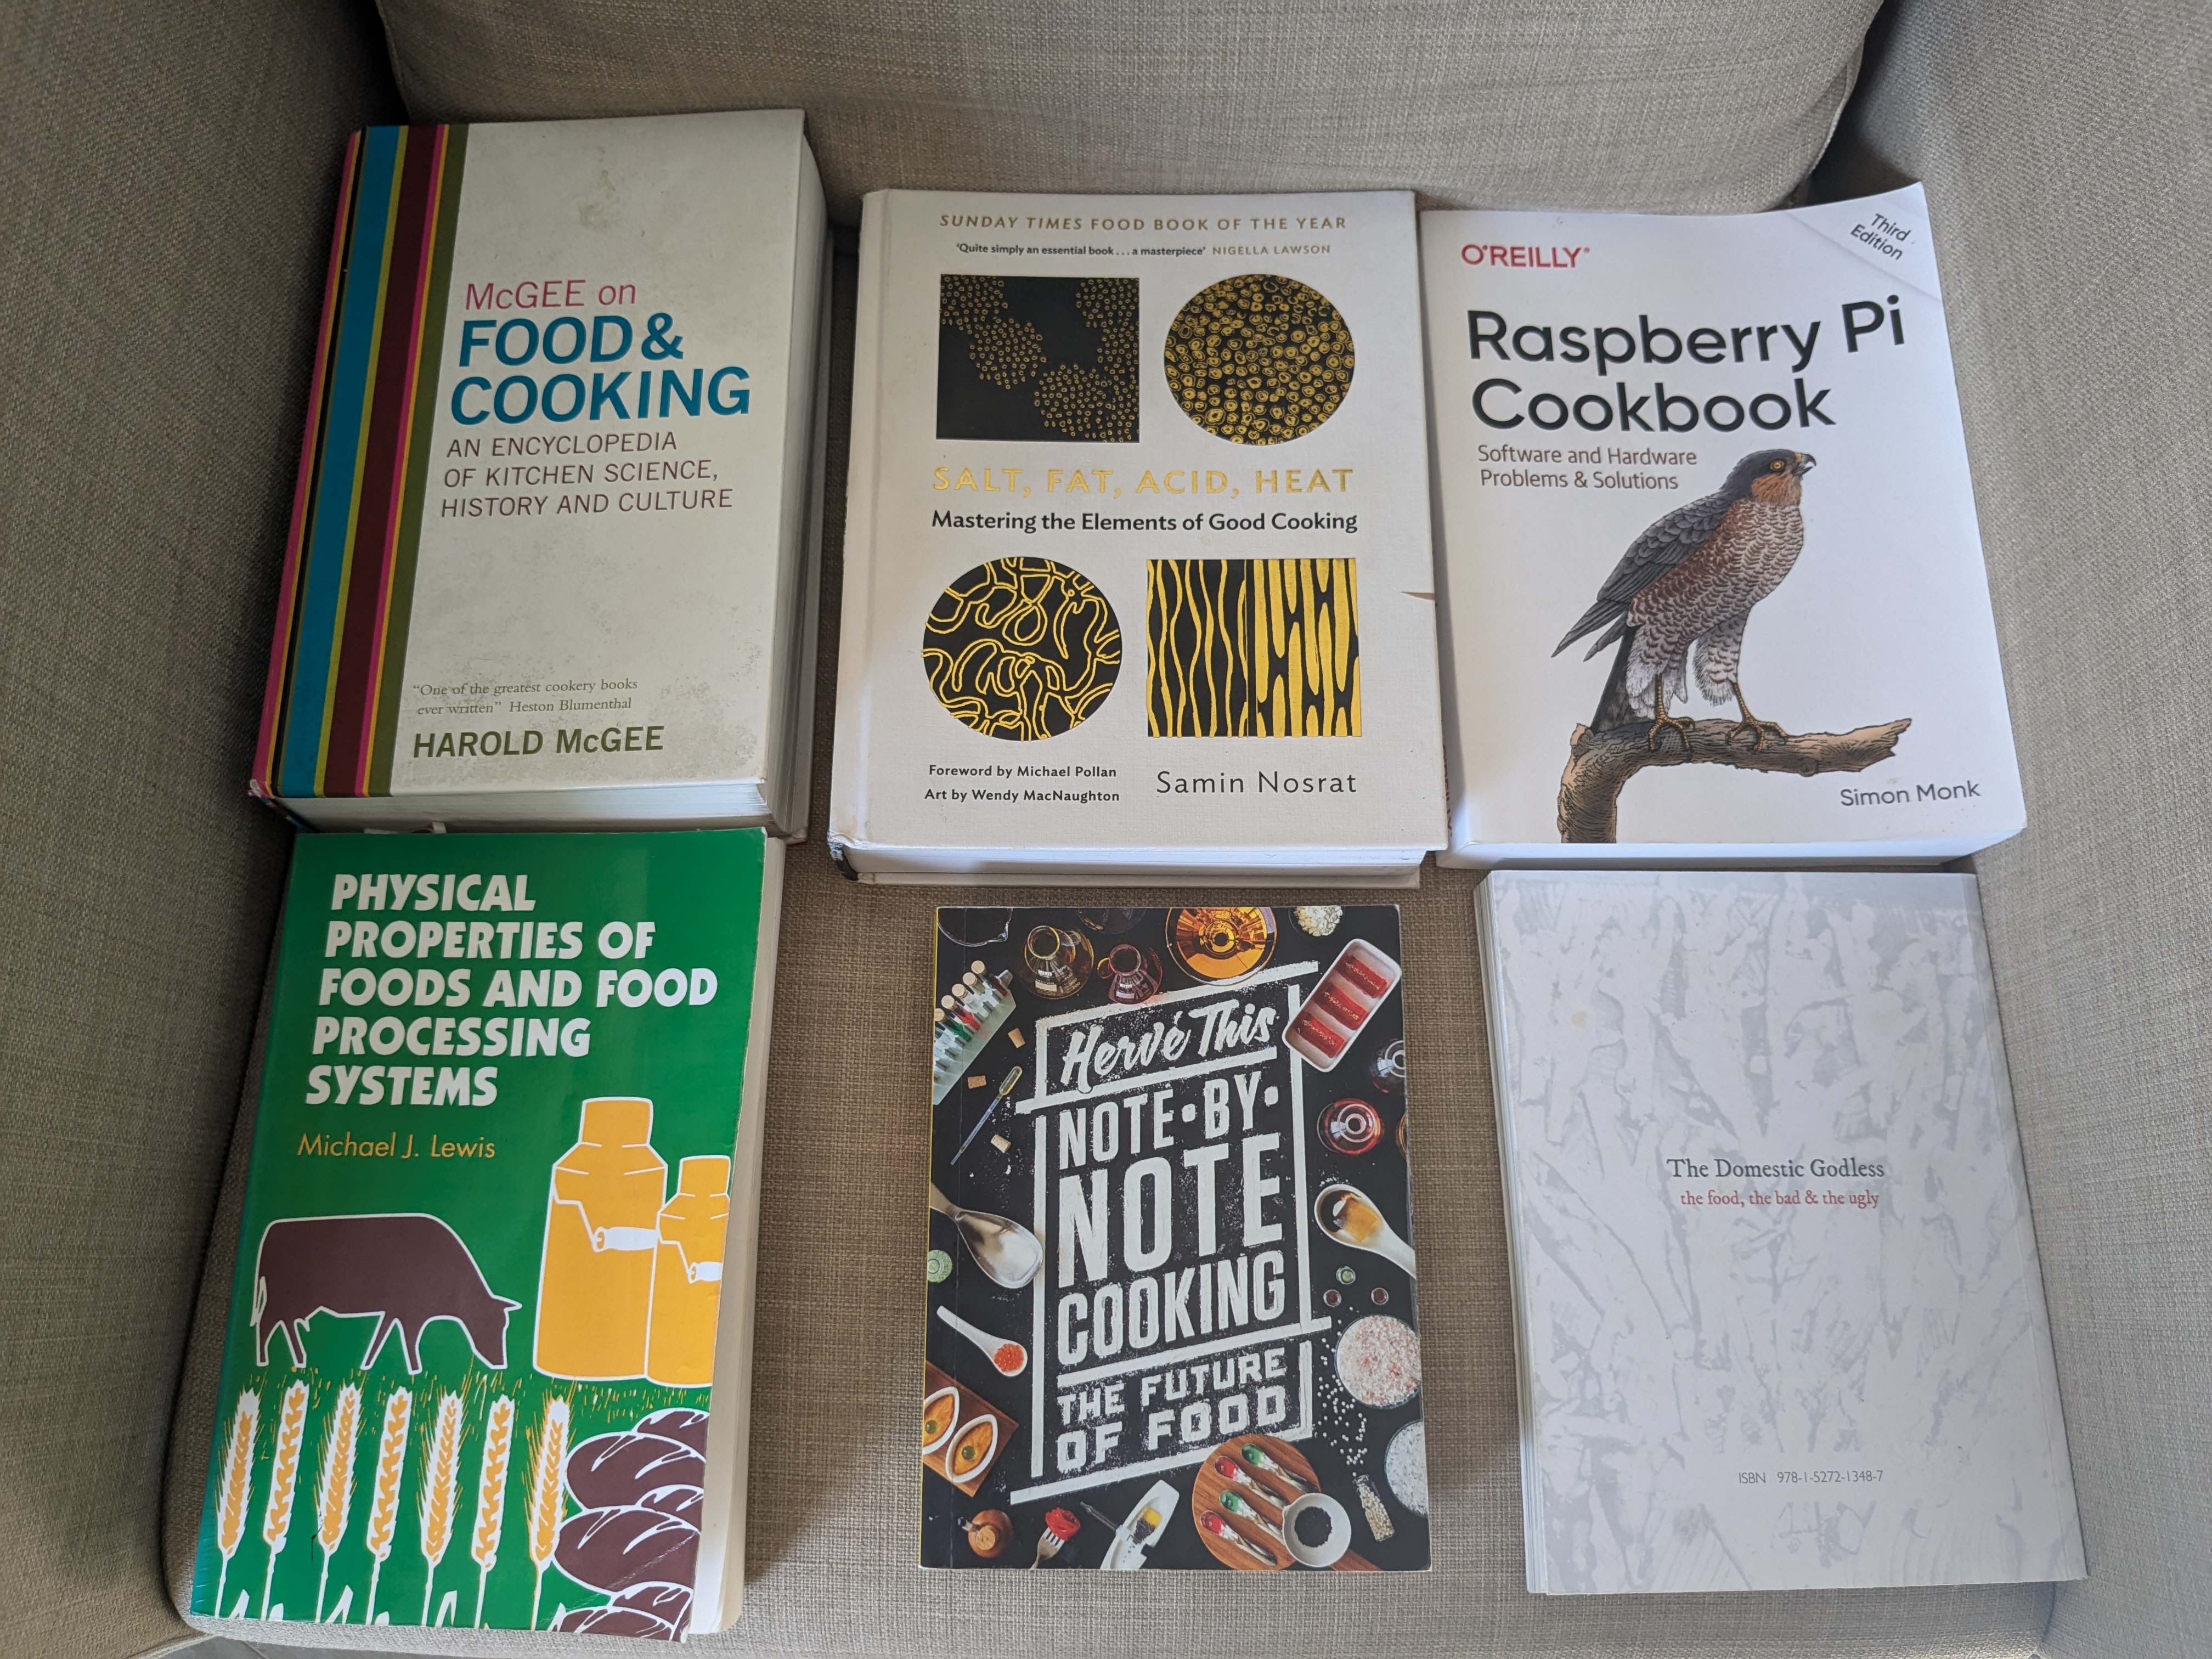 McGEE on
FOOD &
COOKING
AN ENCYCLOPEDIA
OF KITCHEN SCIENCE,
HISTORY AND CULTURE
"One of the greatest cookery books
ever written" Heston Blumenthal
HAROLD McGEE
SUNDAY TIMES FOOD BOOK OF THE YEAR
'Quite simply an essential book . . . a masterpiece' NIGELLA LAWSON
SALT, FAT, ACID, HEAT
Mastering the Elements of Good Cooking
Foreword by Michael Pollan
Art by Wendy MacNaughton
Samin Nosrat
O'REILLY®
Third
Edition
Raspberry Pi
Cookbook
Software and Hardware
Problems & Solutions
Simon Monk
PHYSICAL
PROPERTIES OF
FOODS AND FOOD
PROCESSING
SYSTEMS
Michael J. Lewis
Hervé This
NOTE•BY•
NOTE
COOKING
THE FUTURE
OF FOOD
The Domestic Godless
the food, the bad & the ugly
ISBN 978-1-5272-1348-7